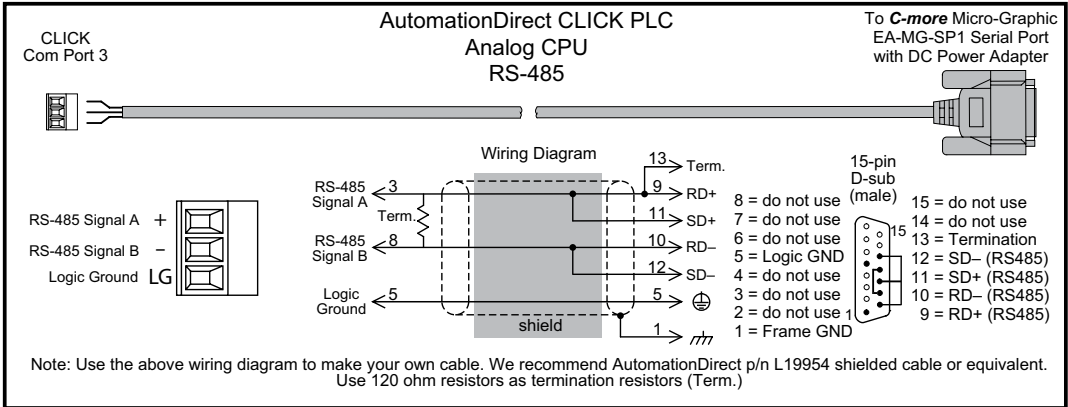 AutomationDirect CLICK PLC
Analog CPU
RS-485
CLICK
Com Port 3
To C-more Micro-Graphic
EA-MG-SP1 Serial Port
with DC Power Adapter
Wiring Diagram
RS-485 Signal A +
RS-485 Signal B –
Logic Ground LG
RS-485
Signal A
3
Term.
RS-485
Signal B
8
Logic
Ground
5
shield
13 Term.
9 RD+
11 SD+
10 RD–
12 SD–
5
1
8 = do not use
7 = do not use
6 = do not use
5 = Logic GND
4 = do not use
3 = do not use
2 = do not use
1 = Frame GND
15-pin
D-sub
(male)
15
1
15 = do not use
14 = do not use
13 = Termination
12 = SD– (RS485)
11 = SD+ (RS485)
10 = RD– (RS485)
9 = RD+ (RS485)
Note: Use the above wiring diagram to make your own cable. We recommend AutomationDirect p/n L19954 shielded cable or equivalent.
Use 120 ohm resistors as termination resistors (Term.)